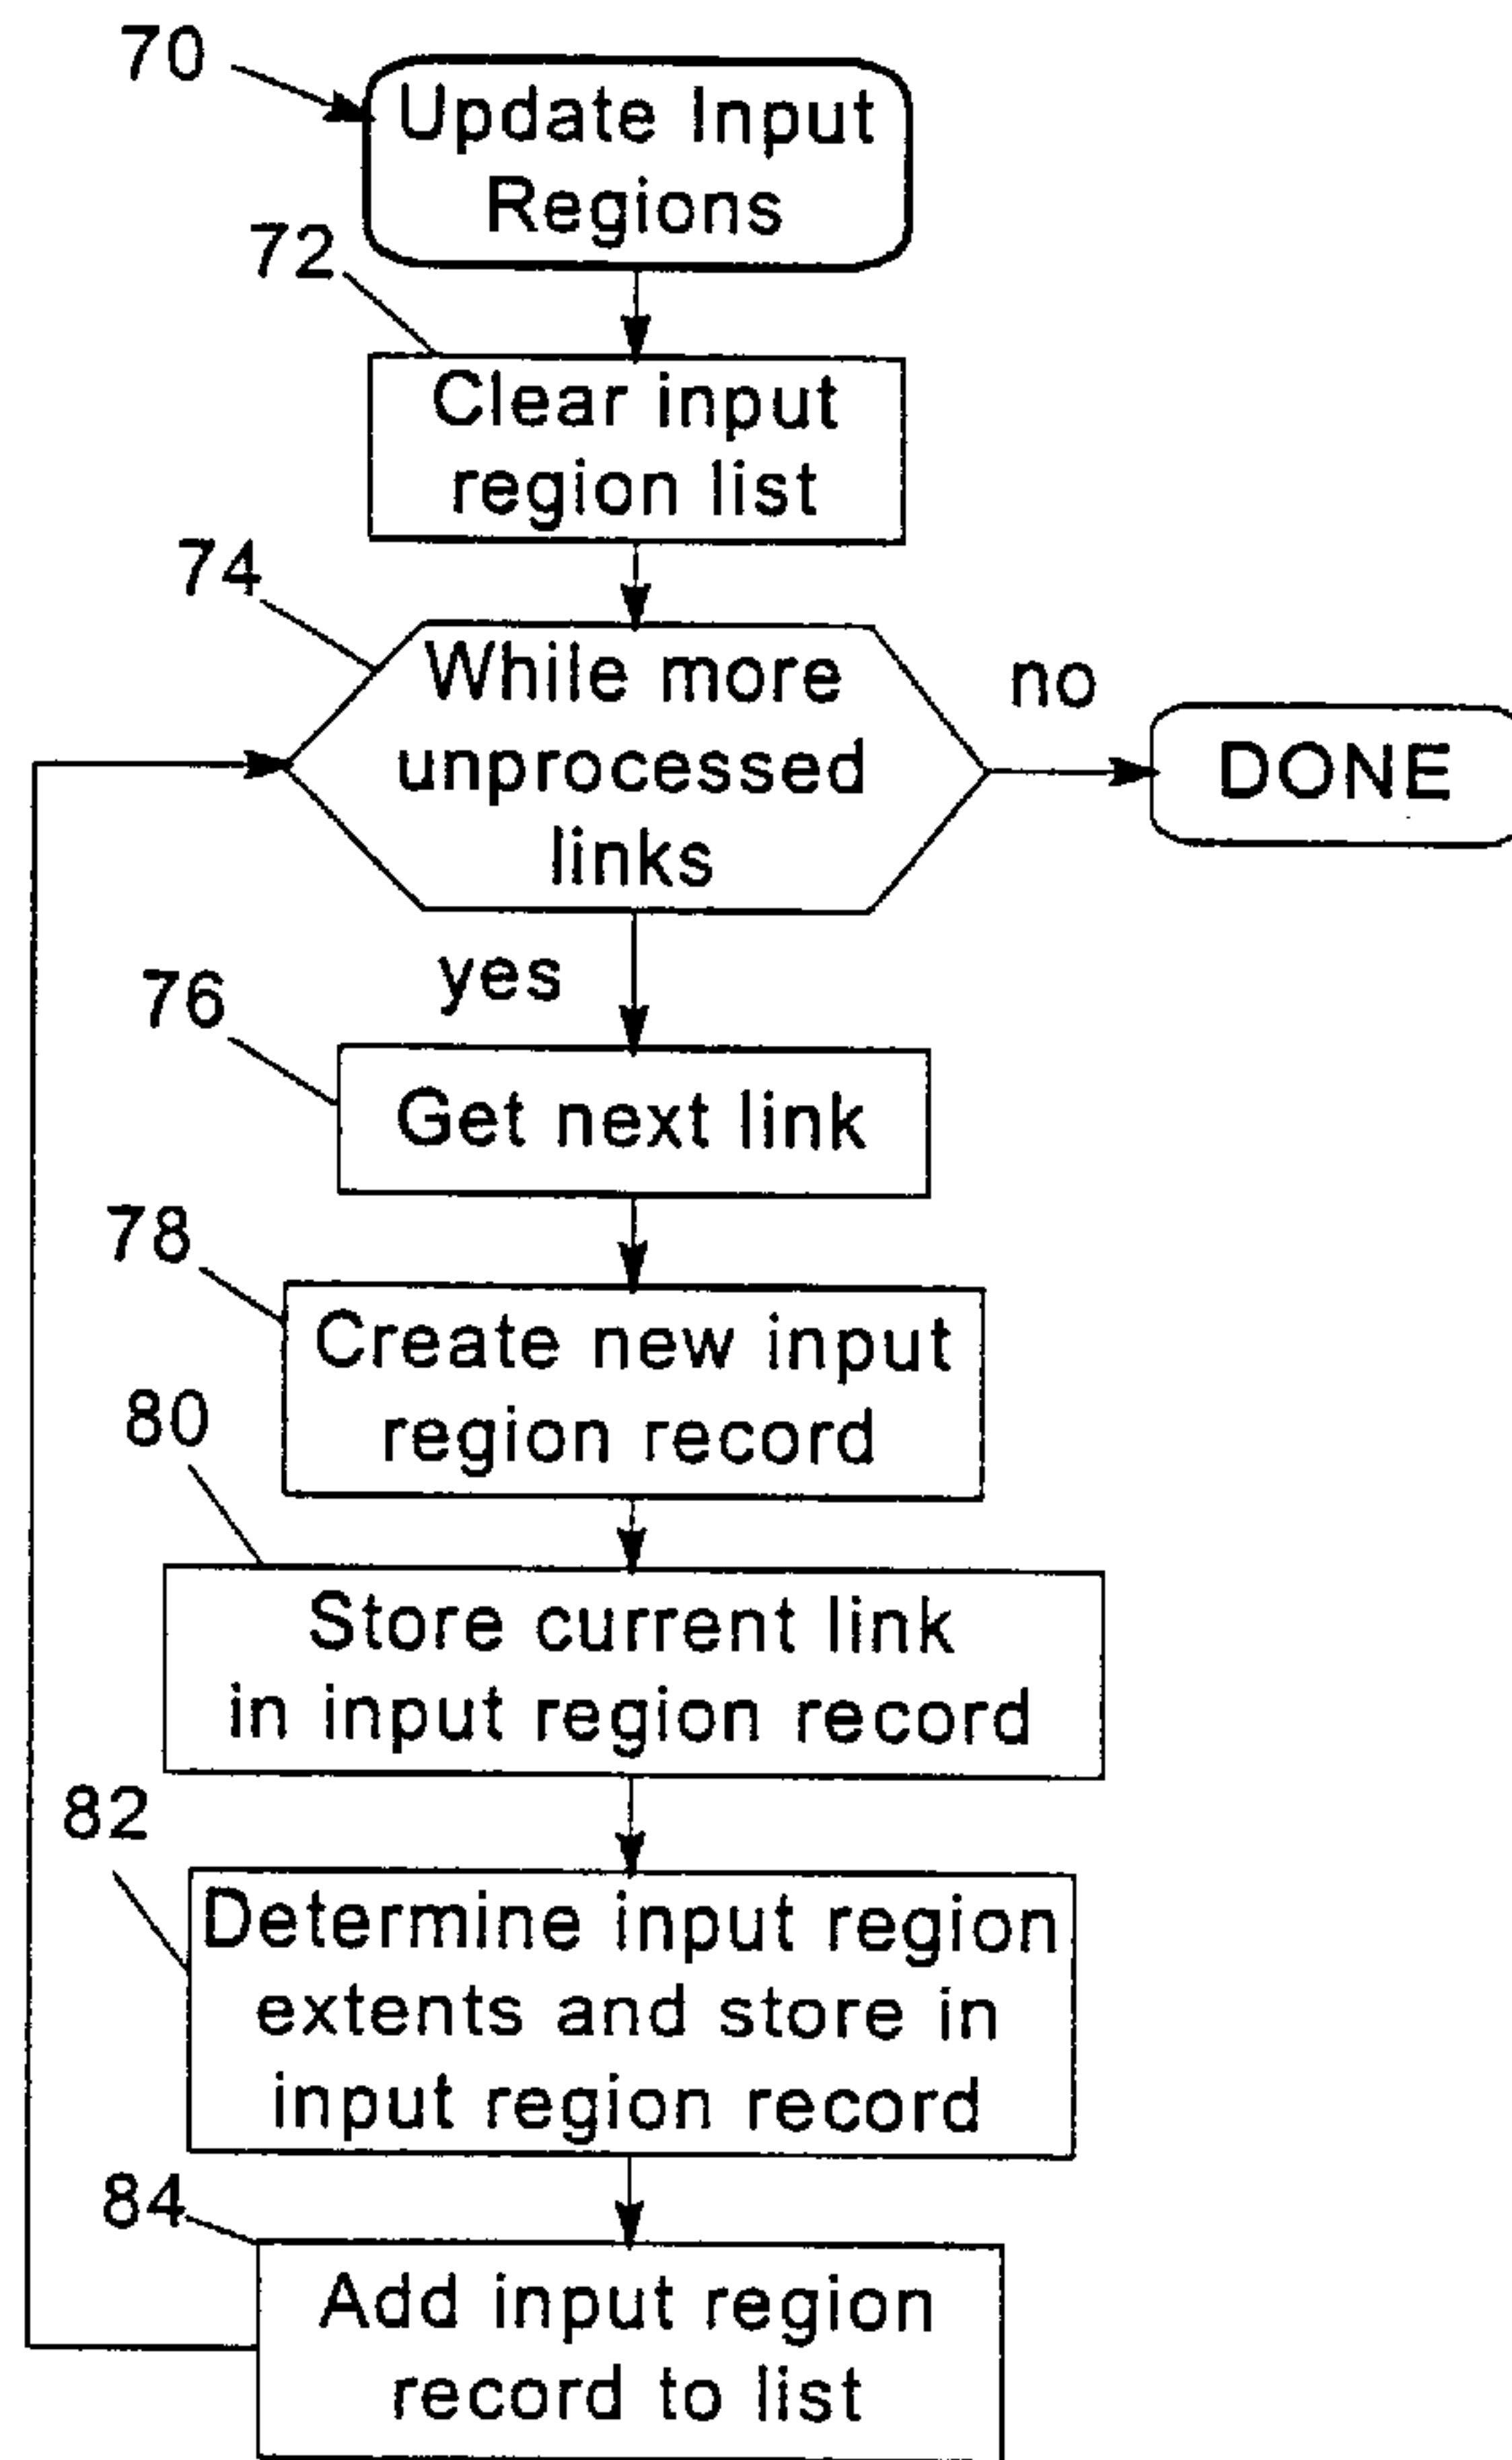 70
Update Input
Regions
72
Clear input
region list
74
While more
unprocessed
links
no
DONE
yes
76
Get next link
78
Create new input
region record
80
Store current link
in input region record
82
Determine input region
extents and store in
input region record
84
Add input region
record to list